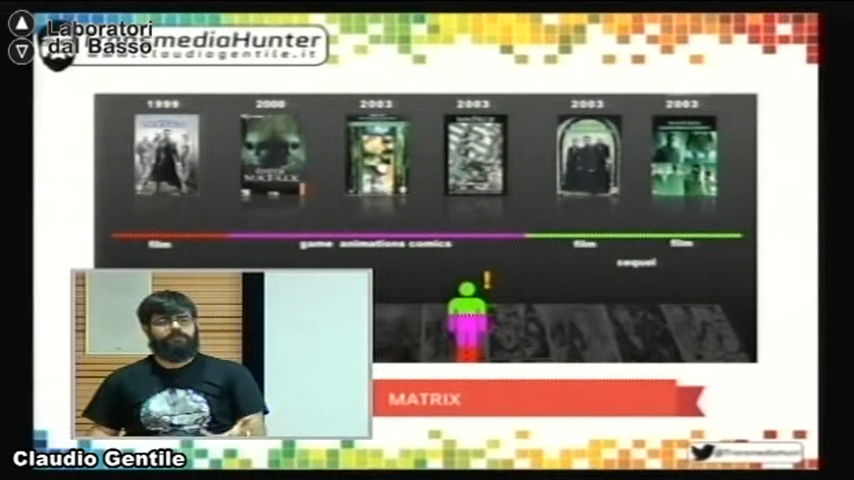 Laboratori
dal Basso
TransmediaHunter
www.claudiogentile.it
1999 2000 2003 2003 2003 2003
film game animations comics film film
sequel
MATRIX
Claudio Gentile